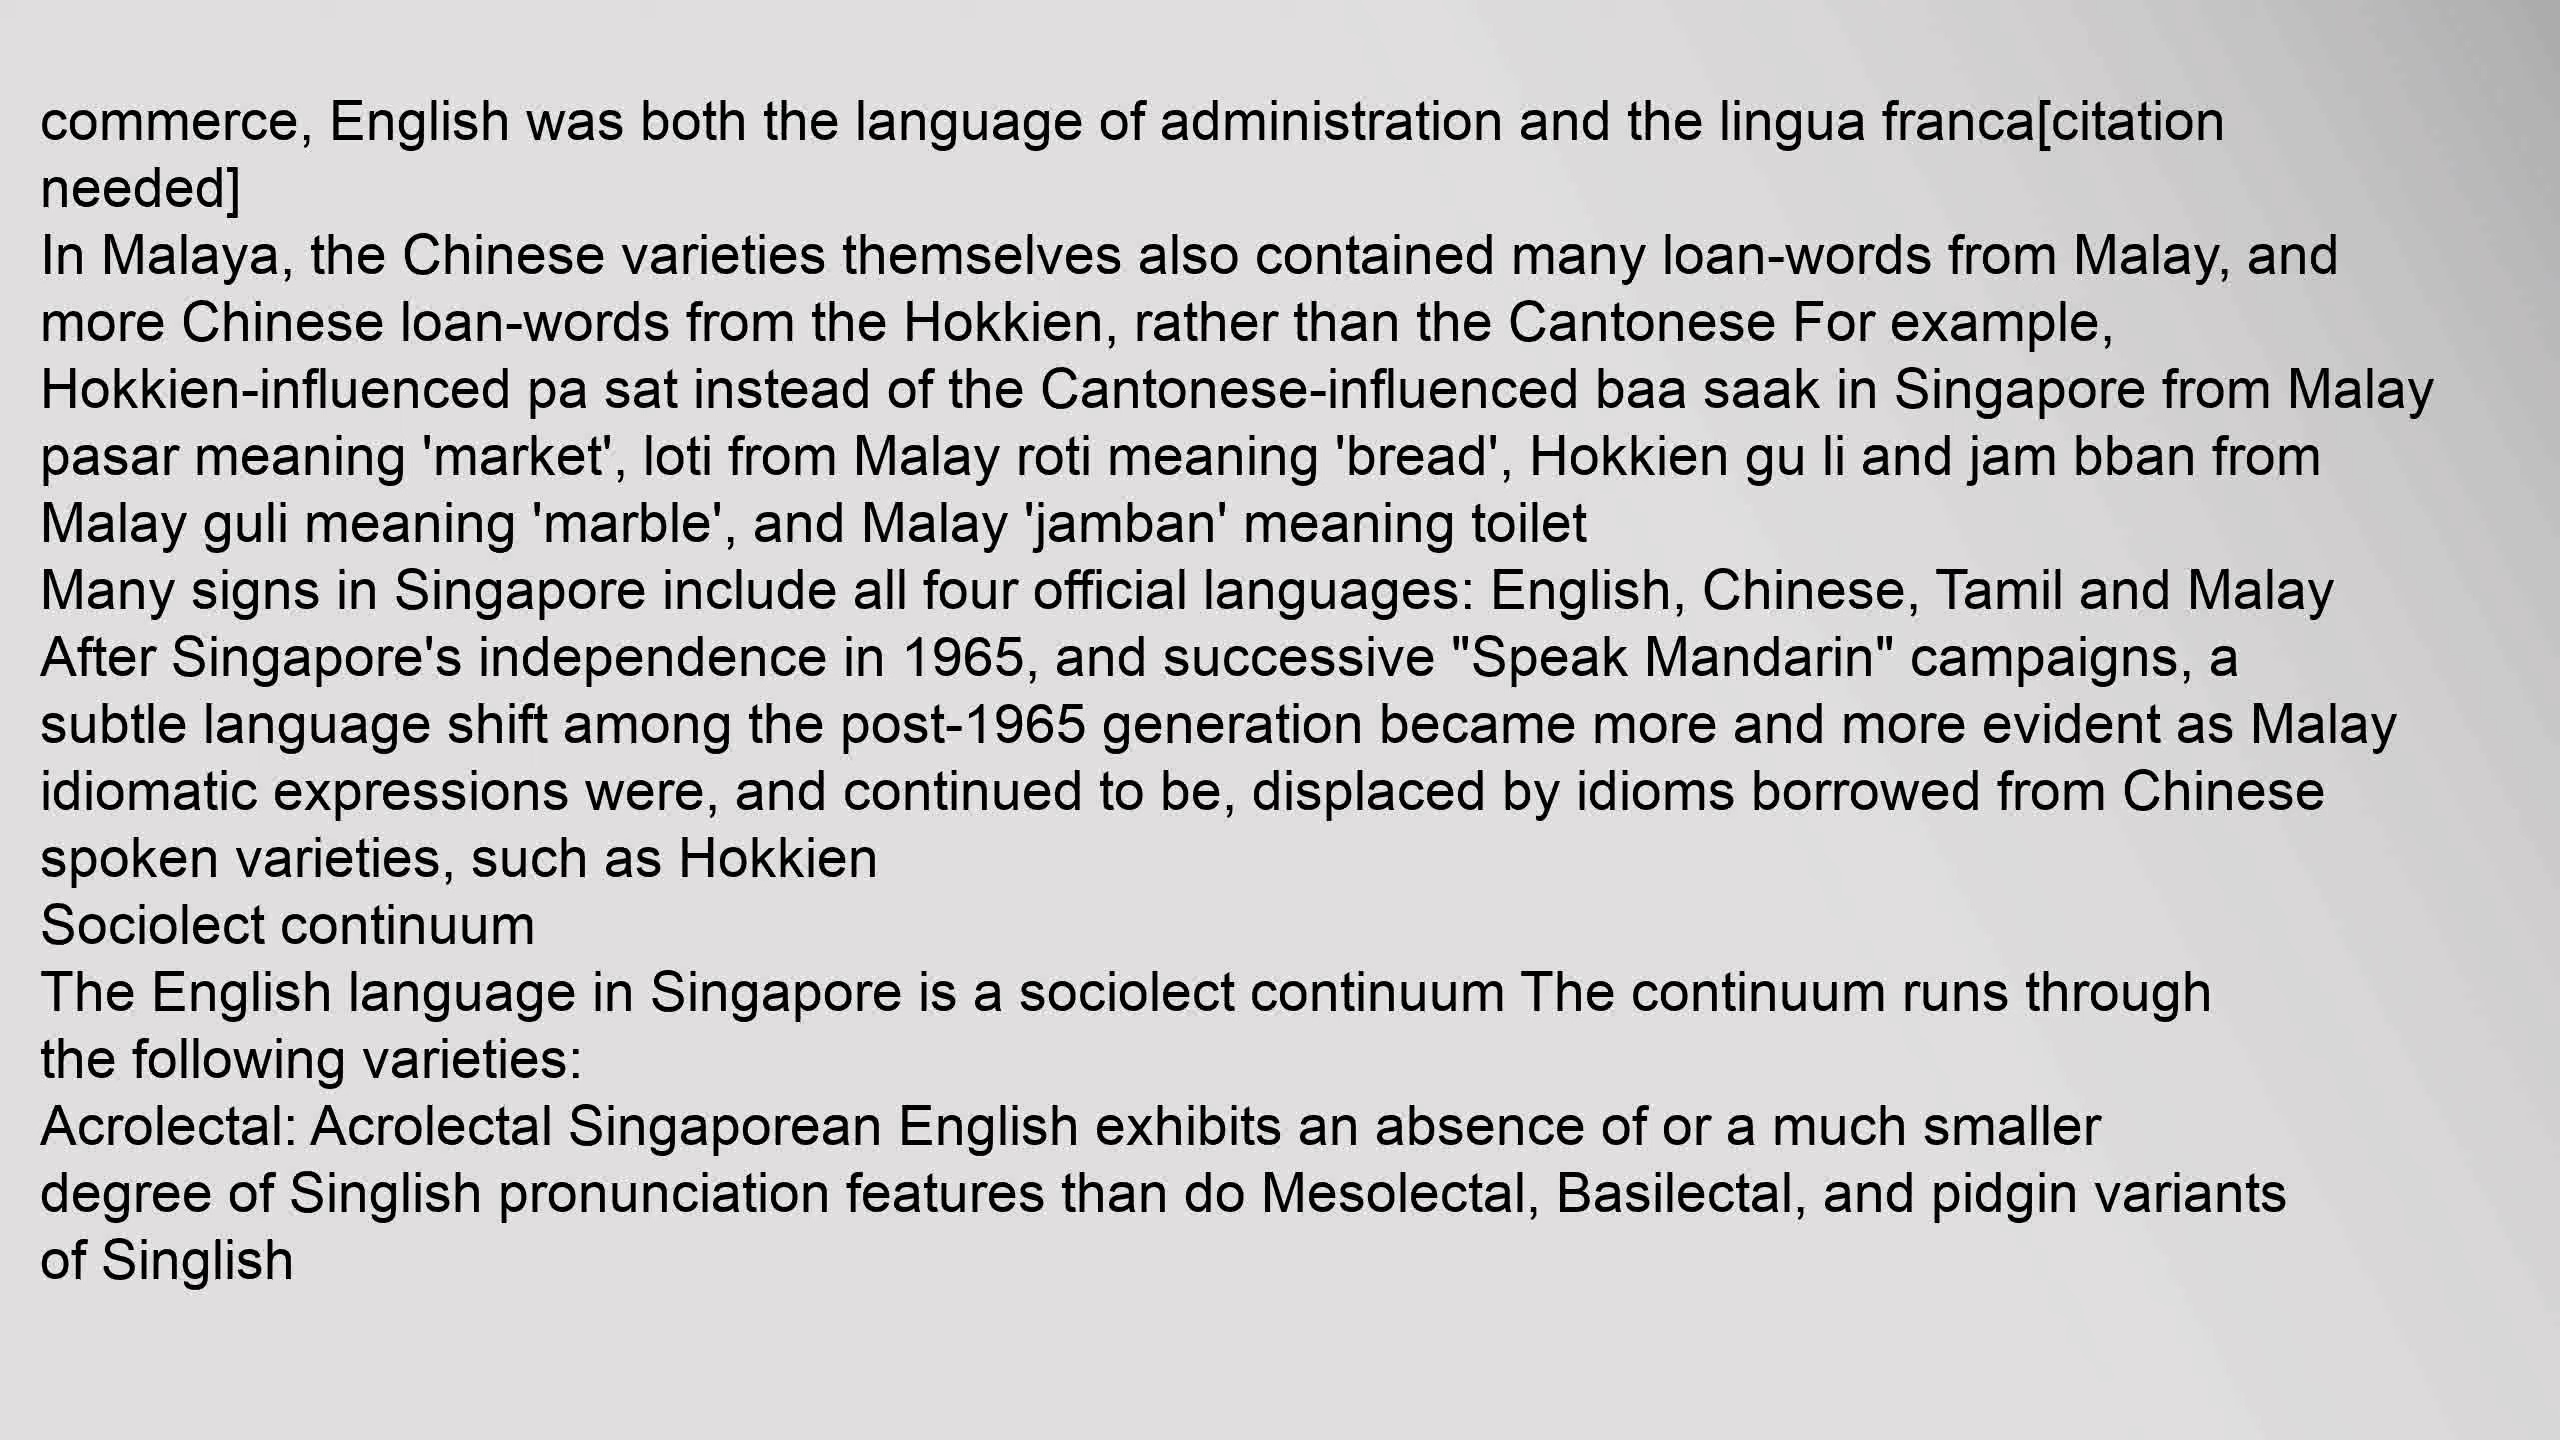 commerce, English was both the language of administration and the lingua franca[citation
needed]
In Malaya, the Chinese varieties themselves also contained many loan-words from Malay, and
more Chinese loan-words from the Hokkien, rather than the Cantonese For example,
Hokkien-influenced pa sat instead of the Cantonese-influenced baa saak in Singapore from Malay
pasar meaning 'market', loti from Malay roti meaning 'bread', Hokkien gu li and jam bban from
Malay guli meaning 'marble', and Malay 'jamban' meaning toilet
Many signs in Singapore include all four official languages: English, Chinese, Tamil and Malay
After Singapore's independence in 1965, and successive "Speak Mandarin" campaigns, a
subtle language shift among the post-1965 generation became more and more evident as Malay
idiomatic expressions were, and continued to be, displaced by idioms borrowed from Chinese
spoken varieties, such as Hokkien
Sociolect continuum
The English language in Singapore is a sociolect continuum The continuum runs through
the following varieties:
Acrolectal: Acrolectal Singaporean English exhibits an absence of or a much smaller
degree of Singlish pronunciation features than do Mesolectal, Basilectal, and pidgin variants
of Singlish